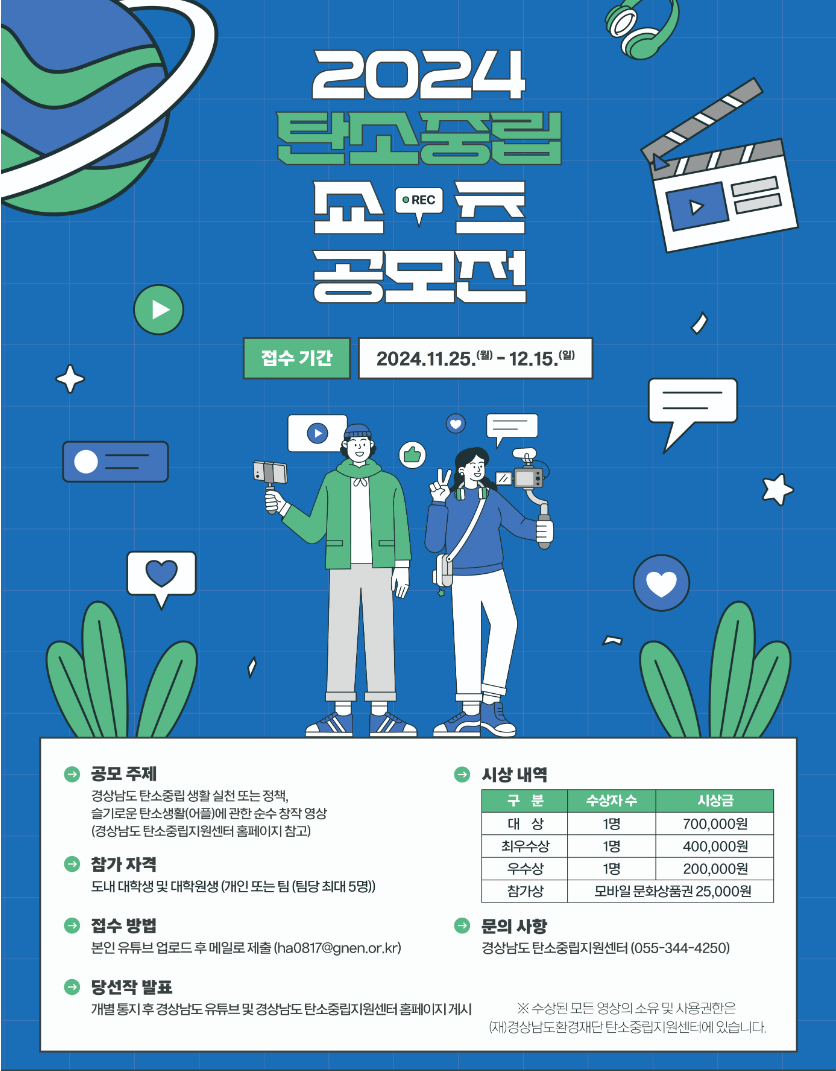 2024
탄소중립
쇼츠
REC
공모전
접수 기간
2024.11.25.(월) - 12.15.(일)
공모 주제
경상남도 탄소중립 생활 실천 또는 정책,
슬기로운 탄소생활(어플)에 관한 순수 창작 영상
(경상남도 탄소중립지원센터 홈페이지 참고)
참가 자격
도내 대학생 및 대학원생 (개인 또는 팀 (팀당 최대 5명))
접수 방법
본인 유튜브 업로드 후 메일로 제출 (ha0817@gnen.or.kr)
당선작 발표
개별 통지 후 경상남도 유튜브 및 경상남도 탄소중립지원센터 홈페이지 게시
시상 내역
구 분 수상자 수 시상금
대 상 1명 700,000원
최우수상 1명 400,000원
우수상 1명 200,000원
참가상 모바일 문화상품권 25,000원
문의 사항
경상남도 탄소중립지원센터 (055-344-4250)
※ 수상된 모든 영상의 소유 및 사용권한은
(재)경상남도환경재단 탄소중립지원센터에 있습니다.